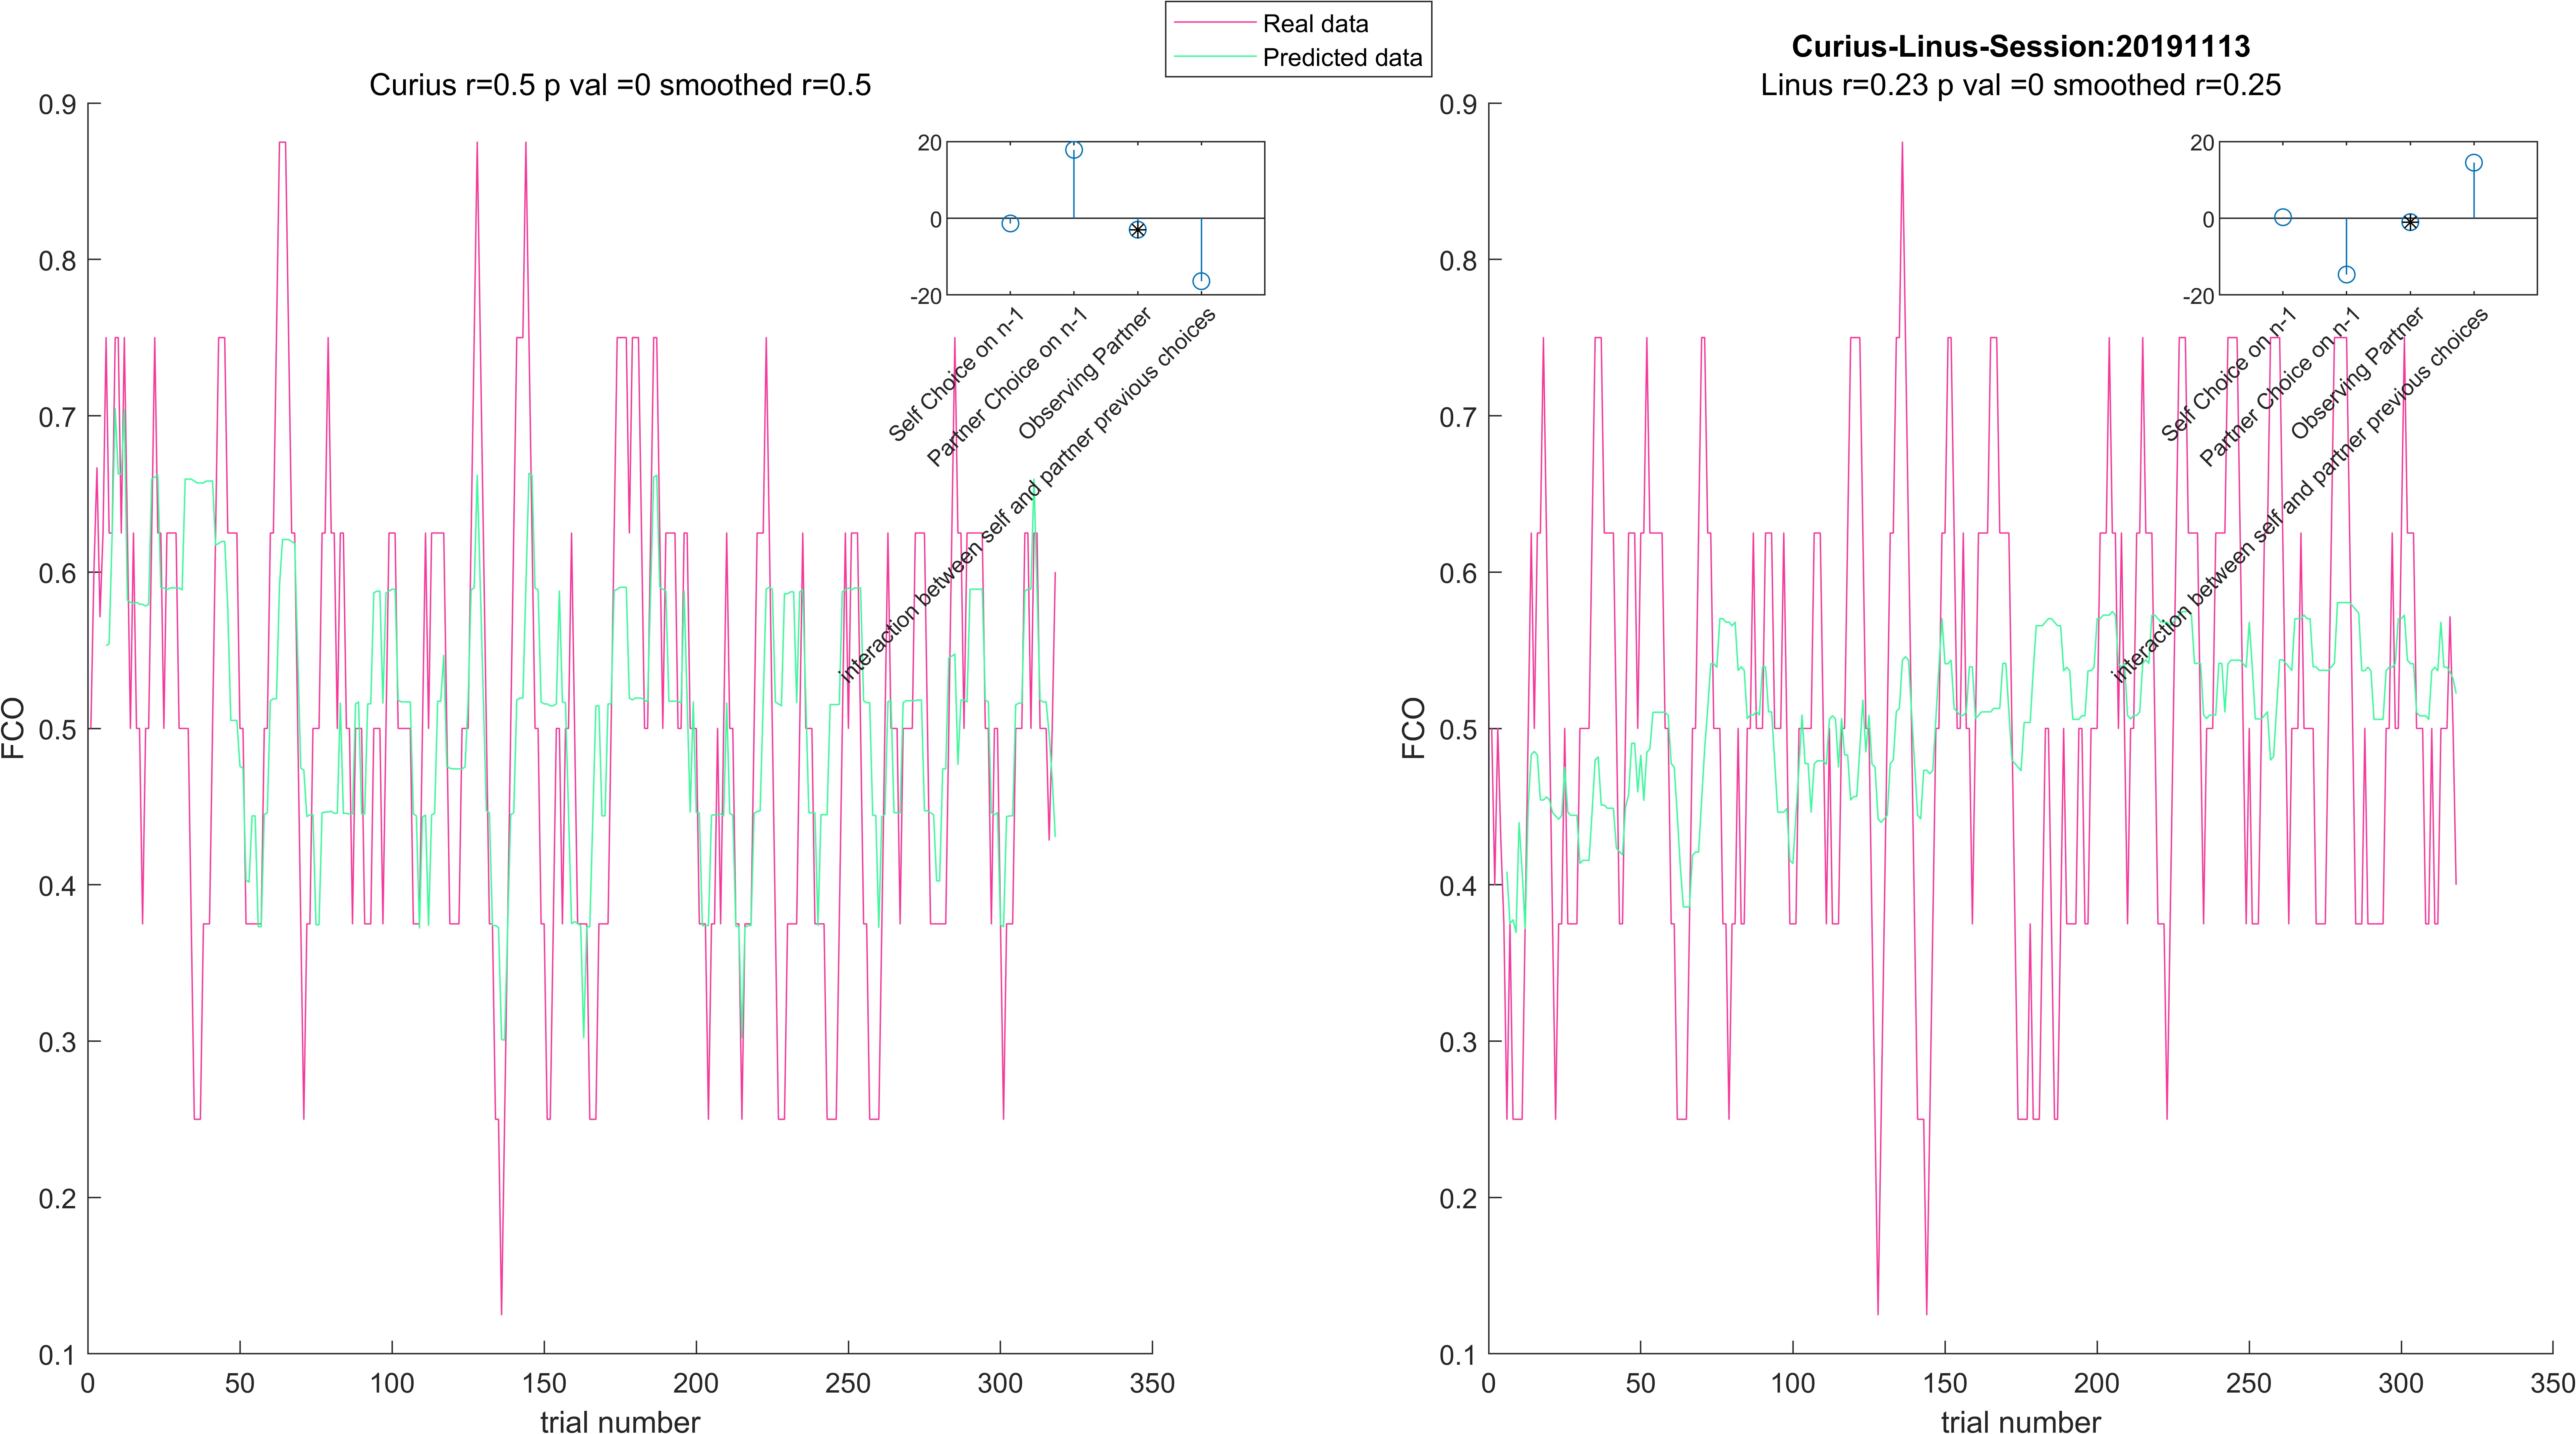 Real data
Predicted data
Curius-Linus-Session:20191113
Curius r=0.5 p val =0 smoothed r=0.5
Linus r=0.23 p val =0 smoothed r=0.25
0.9
0.8
0.7
0.6
0.5
0.4
0.3
0.2
0.1
FCO
0
50
100
150
200
250
300
350
trial number
20
0
-20
Self Choice on n-1
Partner Choice on n-1
Observing Partner
interaction between self and partner previous choices
0.9
0.8
0.7
0.6
0.5
0.4
0.3
0.2
0.1
FCO
0
50
100
150
200
250
300
350
trial number
20
0
-20
Self Choice on n-1
Partner Choice on n-1
Observing Partner
interaction between self and partner previous choices